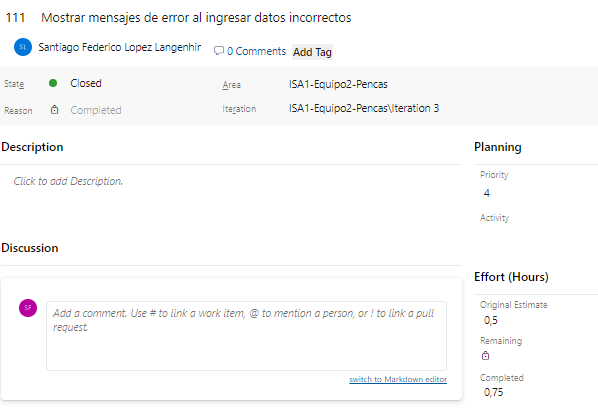 111 Mostrar mensajes de error al ingresar datos incorrectos
SL Santiago Federico Lopez Langenhir 0 Comments Add Tag
State Closed Area ISA1-Equipo2-Pencas
Reason Completed Iteration ISA1-Equipo2-Pencas\Iteration 3
Description
Click to add Description.
Planning
Priority
4
Activity
Discussion
SF
Add a comment. Use # to link a work item, @ to mention a person, or ! to link a pull
request.
switch to Markdown editor
Effort (Hours)
Original Estimate
0,5
Remaining
Completed
0,75